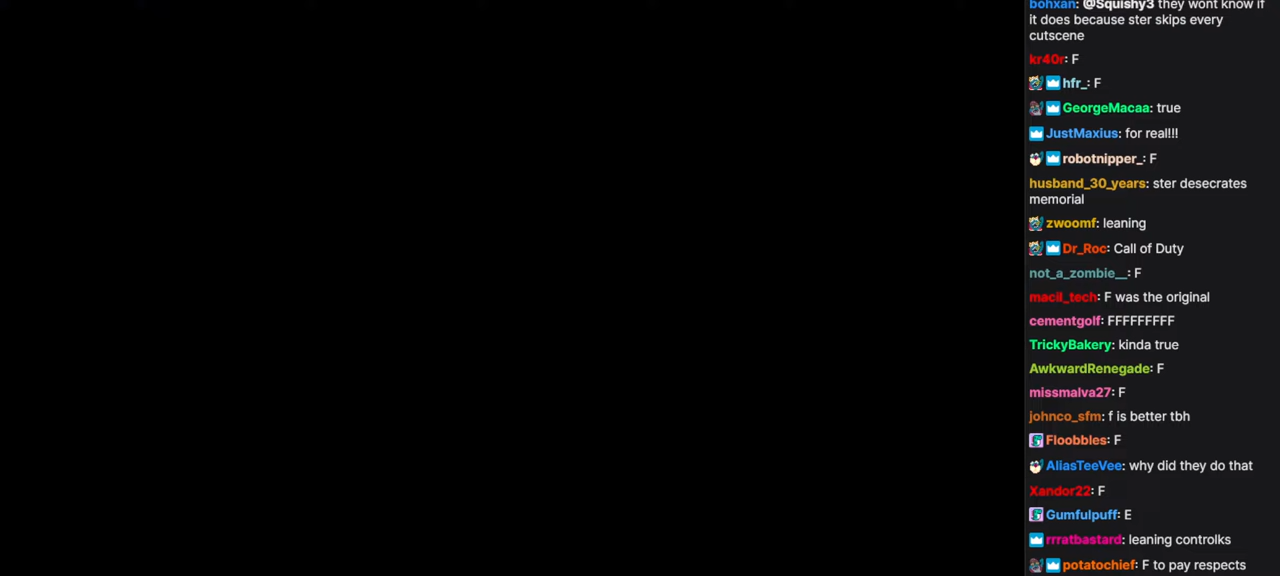 bohxan: @Squishy3 they wont know if
it does because ster skips every
cutscene
kr40r: F
hfr_: F
GeorgeMacaa: true
JustMaxius: for real!!!
robotnipper_: F
husband_30_years: ster desecrates
memorial
zwoomf: leaning
Dr_Roc: Call of Duty
not_a_zombie__: F
macil_tech: F was the original
cementgolf: FFFFFFFFF
TrickyBakery: kinda true
AwkwardRenegade: F
missmalva27: F
johnco_sfm: f is better tbh
Floobbles: F
AliasTeeVee: why did they do that
Xandor22: F
Gumfulpuff: E
rrratbastard: leaning controlks
potatochief: F to pay respects